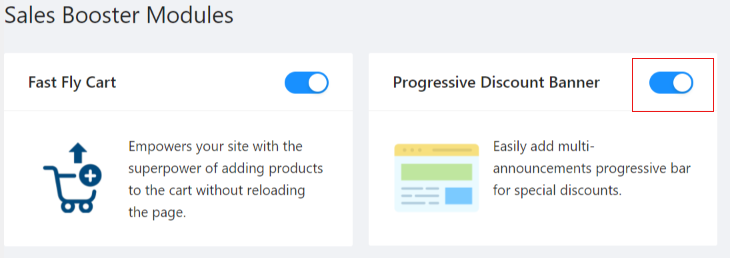 Sales Booster Modules
Fast Fly Cart
Empowers your site with the
superpower of adding products
to the cart without reloading
the page.
Progressive Discount Banner
Easily add multi-
announcements progressive bar
for special discounts.